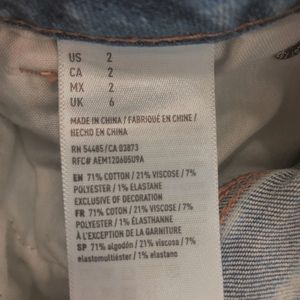 US 2
CA 2
MX 2
UK 6
MADE IN CHINA / FABRIQUÉ EN CHINE /
HECHO EN CHINA
RN 54485/CA 03873
RFC# AEM120605U9A
EN 71% COTTON / 21% VISCOSE / 7%
POLYESTER / 1% ELASTANE
EXCLUSIVE OF DECORATION
FR 71% COTON / 21% VISCOSE / 7%
POLYESTER / 1% ÉLASTHANNE
À L'EXCEPTION DE LA GARNITURE
SP 71% algodón / 21% viscosa / 7%
elastomultiéster / 1% elastano